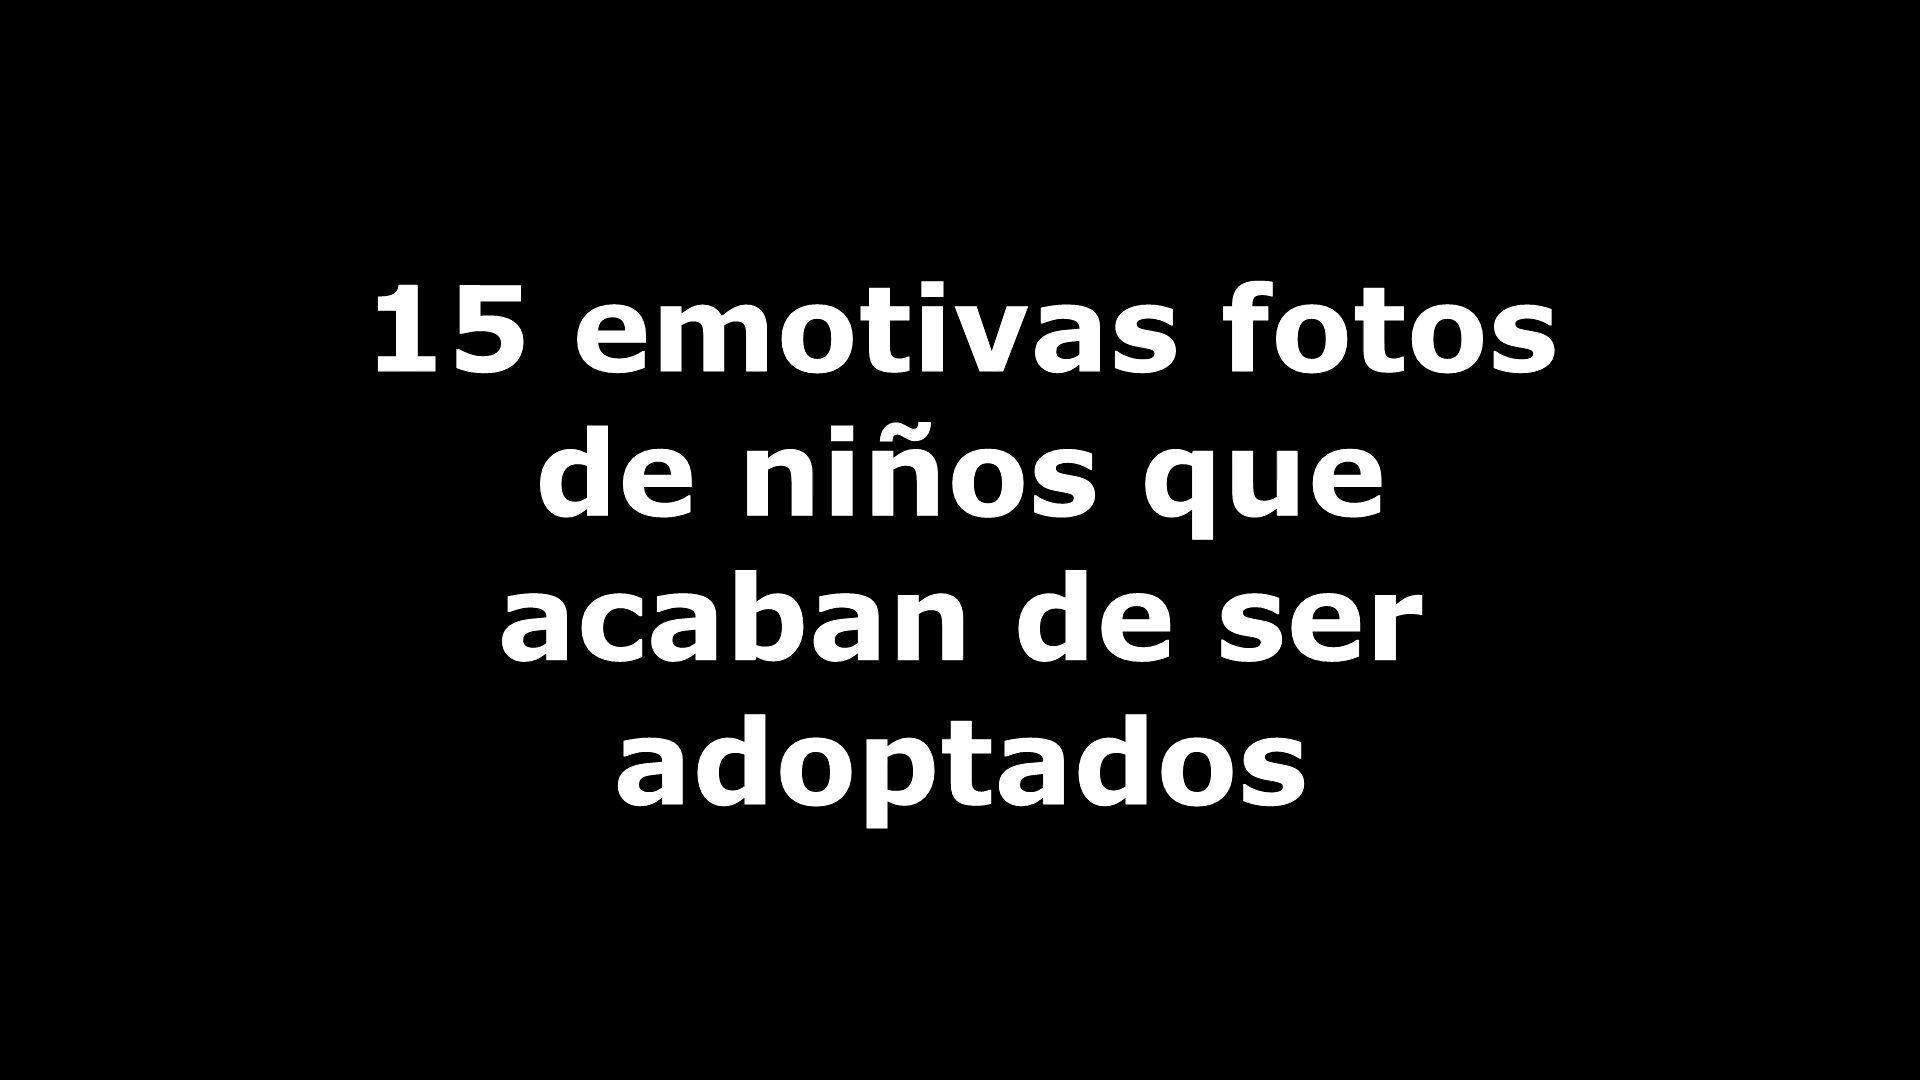 15 emotivas fotos
de niños que
acaban de ser
adoptados